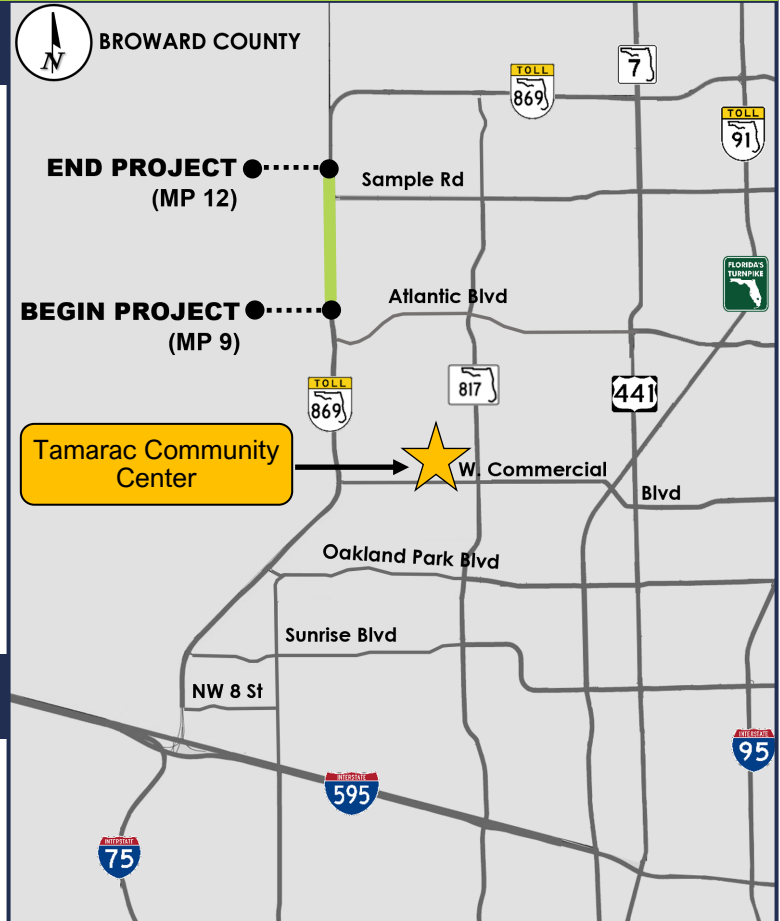 N
BROWARD COUNTY
TOLL
869
7
TOLL
91
END PROJECT
(MP 12)
Sample Rd
FLORIDA'S
TURNPIKE
BEGIN PROJECT
(MP 9)
Atlantic Blvd
TOLL
869
817
441
Tamarac Community
Center
W. Commercial
Blvd
Oakland Park Blvd
Sunrise Blvd
NW 8 St
INTERSTATE
95
INTERSTATE
595
INTERSTATE
75